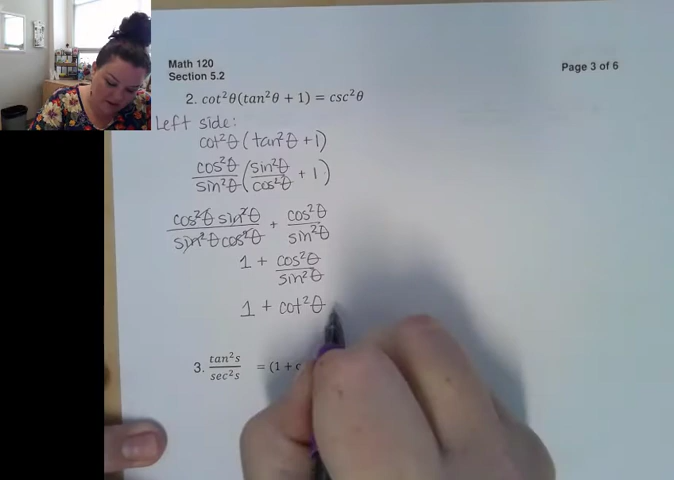 Math 120
Section 5.2
Page 3 of 6
2. cot²θ(tan²θ + 1) = csc²θ
Left side:
cot²θ (tan²θ + 1)
cos²θ/sin²θ (sin²θ/cos²θ + 1)
cos²θ sin²θ/sin²θ cos²θ + cos²θ/sin²θ
1 + cos²θ/sin²θ
1 + cot²θ
3. tan²s/sec²s = (1 + c